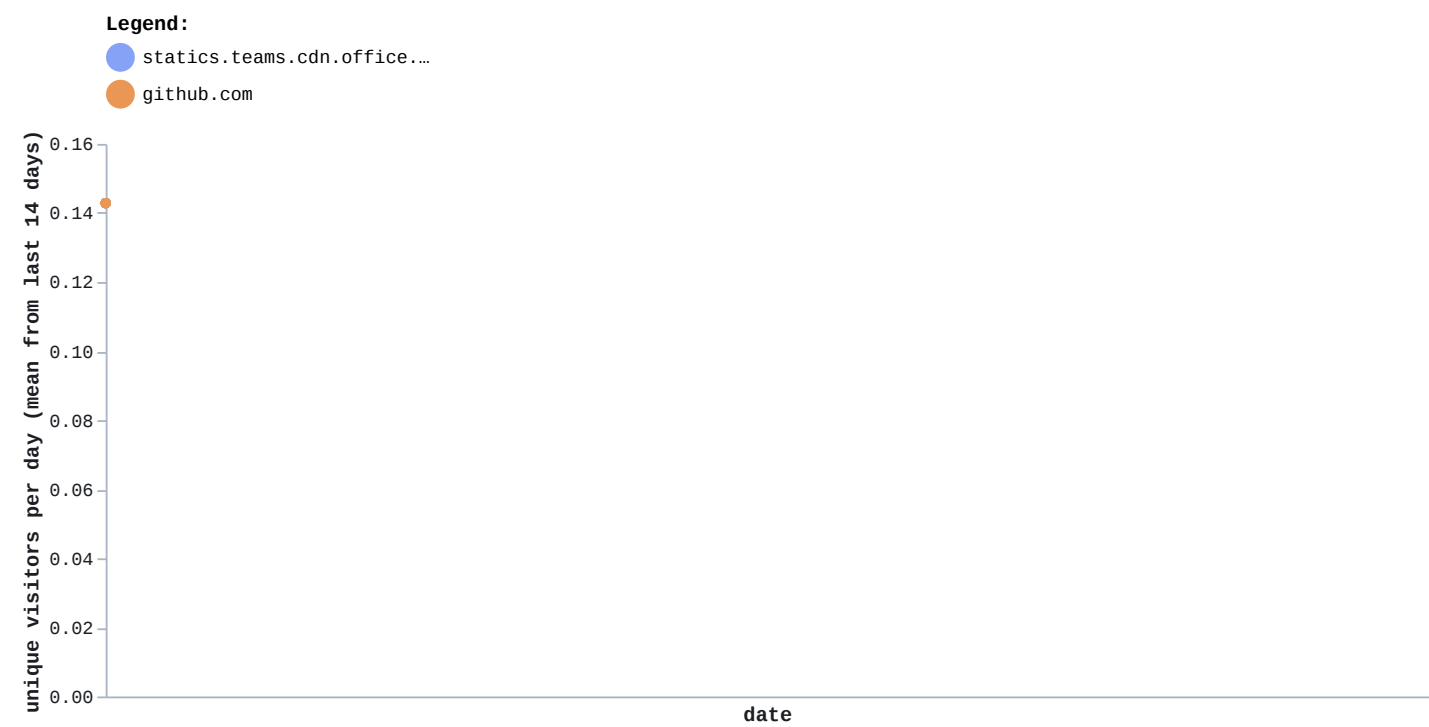 Legend:
statics.teams.cdn.office.…
github.com
unique visitors per day (mean from last 14 days)
0.16
0.14
0.12
0.10
0.08
0.06
0.04
0.02
0.00
date